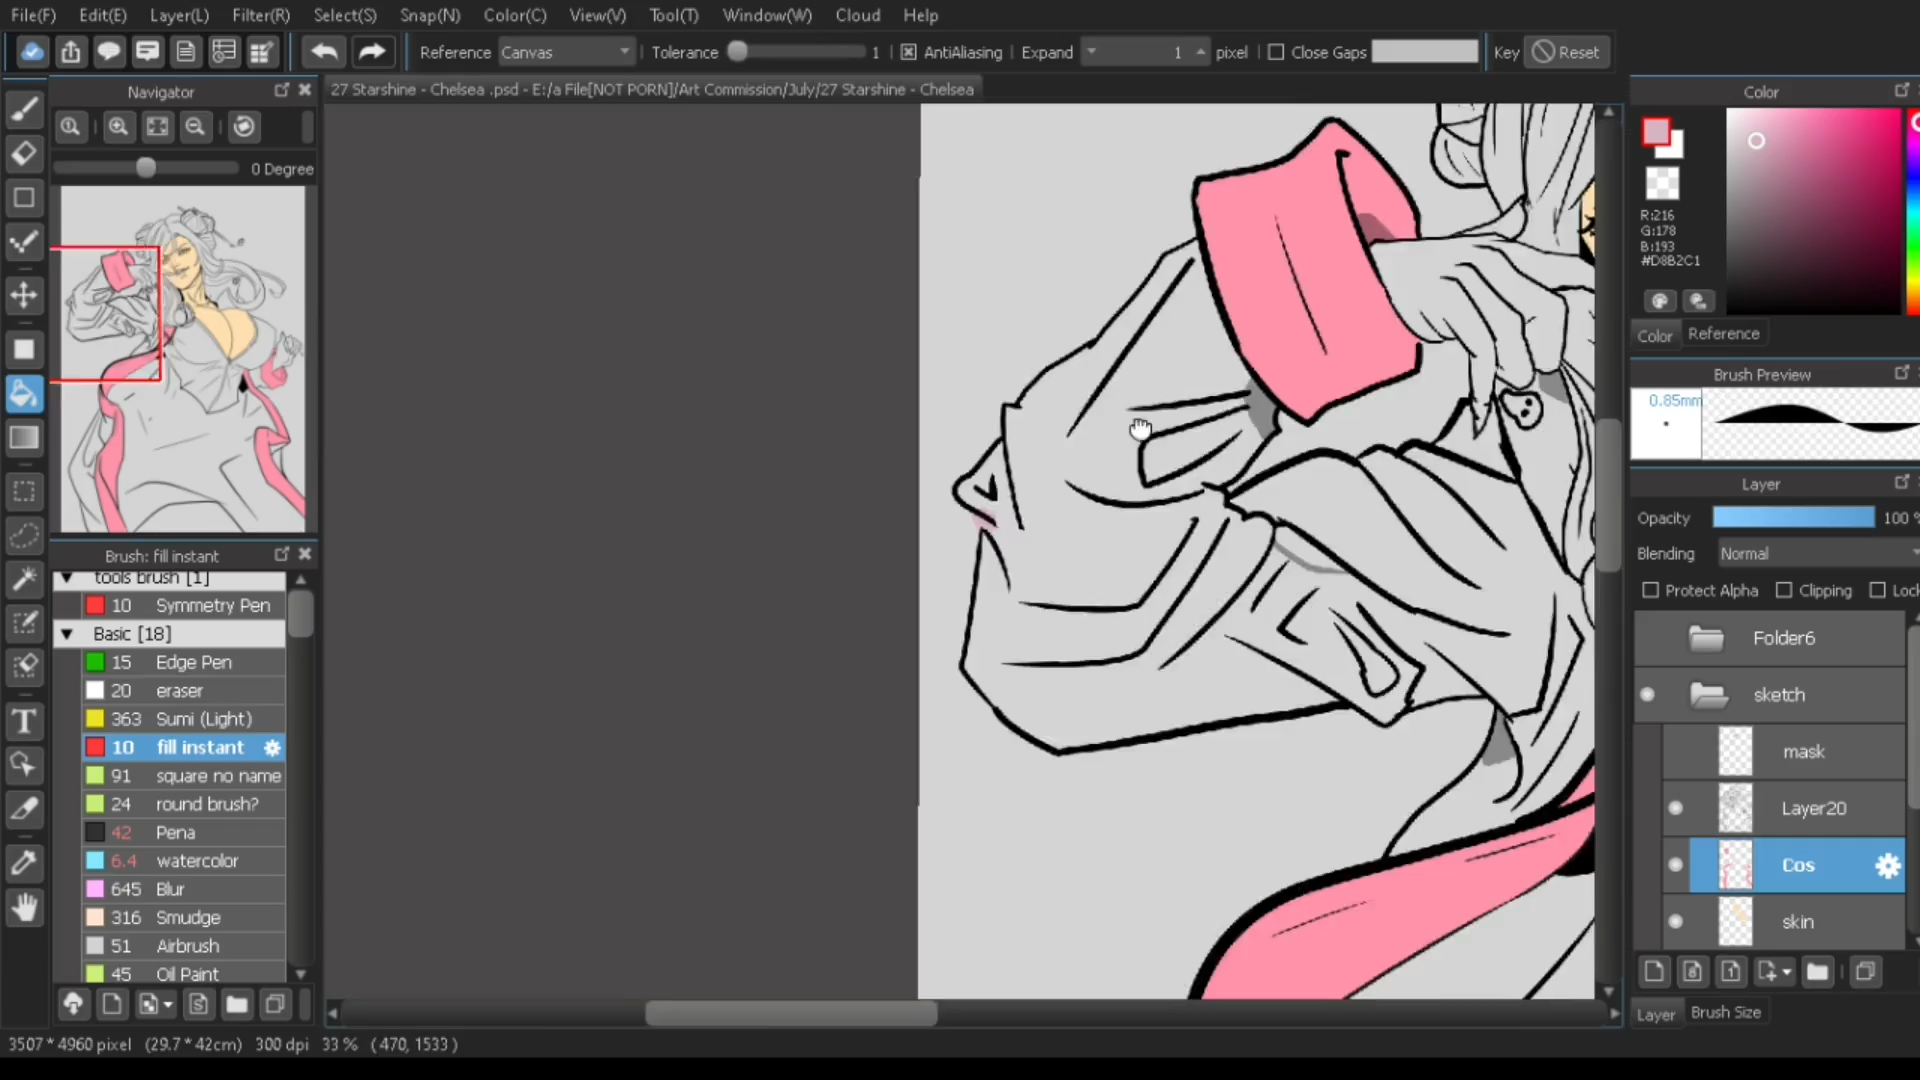 File(F) Edit(E) Layer(L) Filter(R) Select(S) Snap(N) Color(C) View(V) Tool(T) Window(W) Cloud Help
Reference Canvas Tolerance 1 AntiAliasing Expand 1 pixel Close Gaps Key Reset
Navigator
27 Starshine - Chelsea .psd - E:/a File[NOT PORN]/Art Commission/July/27 Starshine - Chelsea
0 Degree
Brush: fill instant
tools brush [1]
10 Symmetry Pen
Basic [18]
15 Edge Pen
20 eraser
363 Sumi (Light)
10 fill instant
91 square no name
24 round brush?
42 Pena
6.4 watercolor
645 Blur
316 Smudge
51 Airbrush
45 Oil Paint
3507 * 4960 pixel (29.7 * 42cm) 300 dpi 33 % ( 470, 1533 )
Color
R:216
G:178
B:193
#D8B2C1
Color Reference
Brush Preview
0.85mm
Layer
Opacity 100 %
Blending Normal
Protect Alpha Clipping Lock
Folder6
sketch
mask
Layer20
Cos
skin
Layer Brush Size